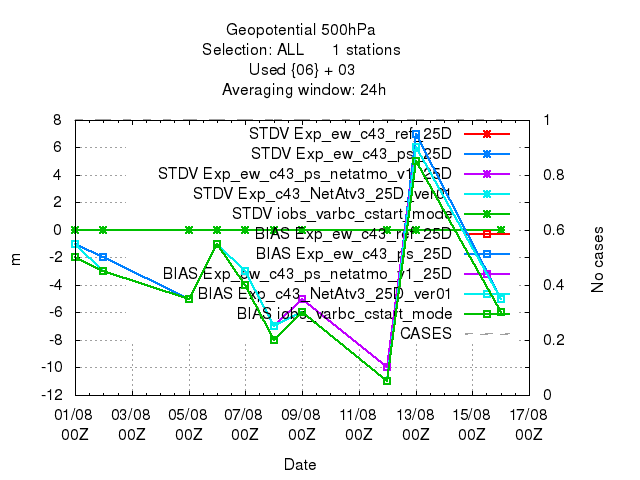 Geopotential 500hPa
Selection: ALL 1 stations
Used {06} + 03
Averaging window: 24h
8 1
STDV Exp_ew_c43_ref_25D
STDV Exp_ew_c43_ps_25D
6
STDV Exp_ew_c43_ps_netatmo_v1_25D
4 0.8
STDV Exp_c43_NetAtv3_25D_ver01
2
STDV iobs_varbc_cstart_mode
0 0.6
BIAS Exp_ew_c43_ref_25D
-2
BIAS Exp_ew_c43_ps_25D
m
No cases
BIAS Exp_ew_c43_ps_netatmo_v1_25D
-4 0.4
BIAS Exp_c43_NetAtv3_25D_ver01
-6
BIAS iobs_varbc_cstart_mode
CASES
-8 0.2
-10
-12 0
01/08 03/08 05/08 07/08 09/08 11/08 13/08 15/08 17/08
00Z 00Z 00Z 00Z 00Z 00Z 00Z 00Z 00Z
Date